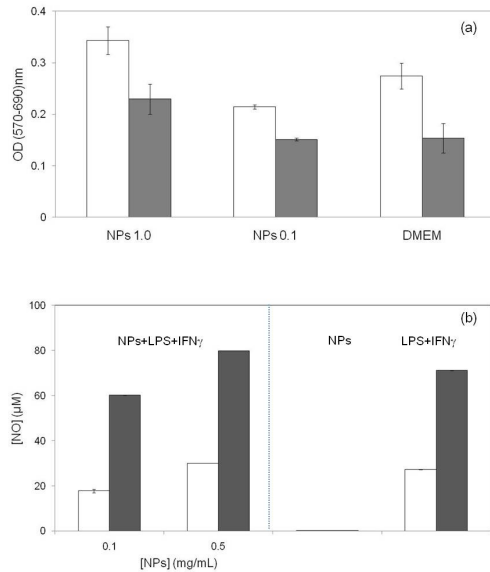 (a)
0.4
0.3
0.2
0.1
0
OD (570-690)nm
NPs 1.0
NPs 0.1
DMEM
(b)
100
80
60
40
20
0
[NO] (µM)
NPs+LPS+IFNγ
NPs
LPS+IFNγ
0.1
0.5
[NPs] (mg/mL)